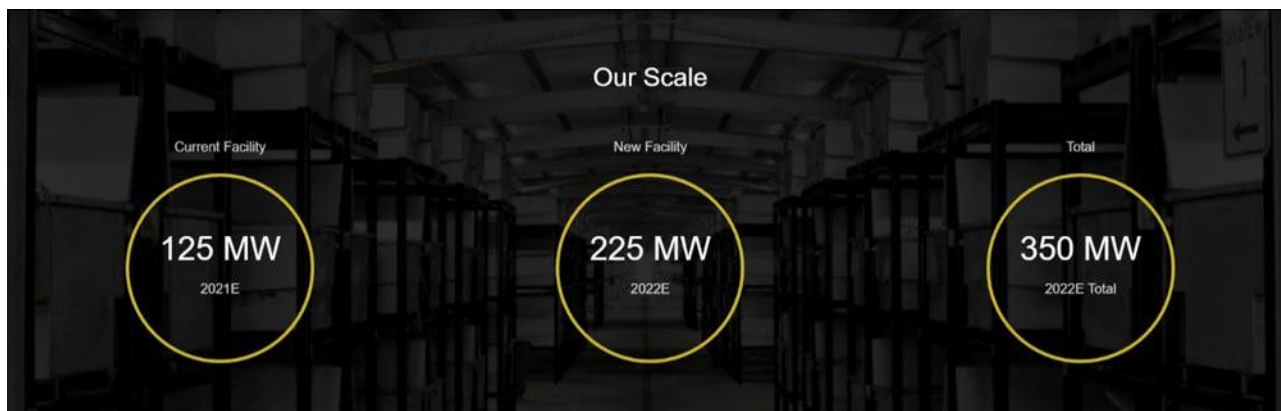 Our Scale
Current Facility
125 MW
2021E
New Facility
225 MW
2022E
Total
350 MW
2022E Total